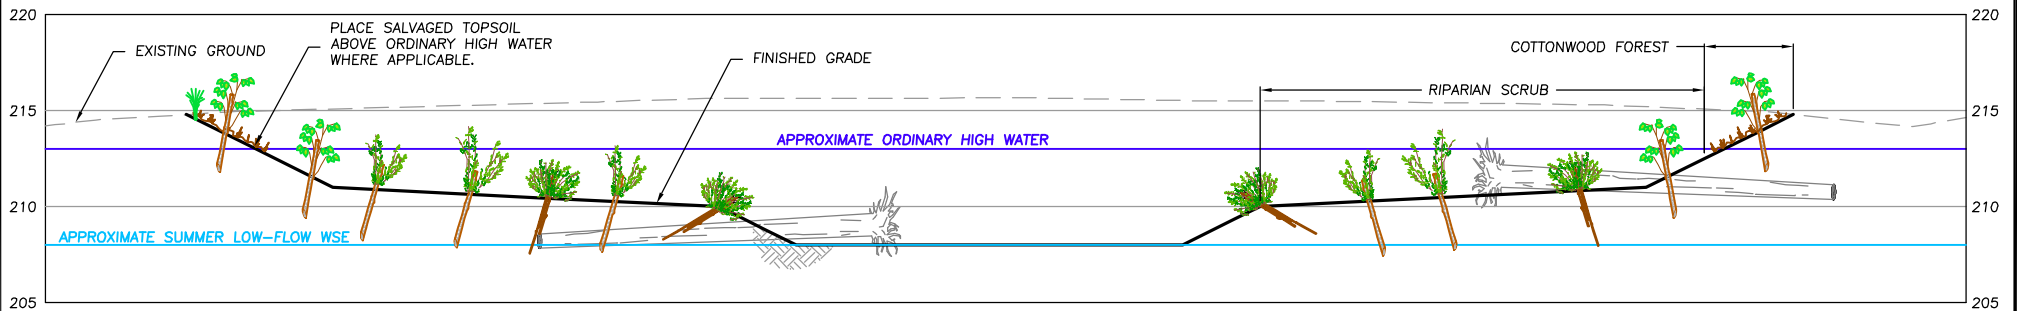 220
220
PLACE SALVAGED TOPSOIL
ABOVE ORDINARY HIGH WATER
WHERE APPLICABLE.
EXISTING GROUND
FINISHED GRADE
COTTONWOOD FOREST
RIPARIAN SCRUB
215
215
APPROXIMATE ORDINARY HIGH WATER
210
210
APPROXIMATE SUMMER LOW-FLOW WSE
205
205